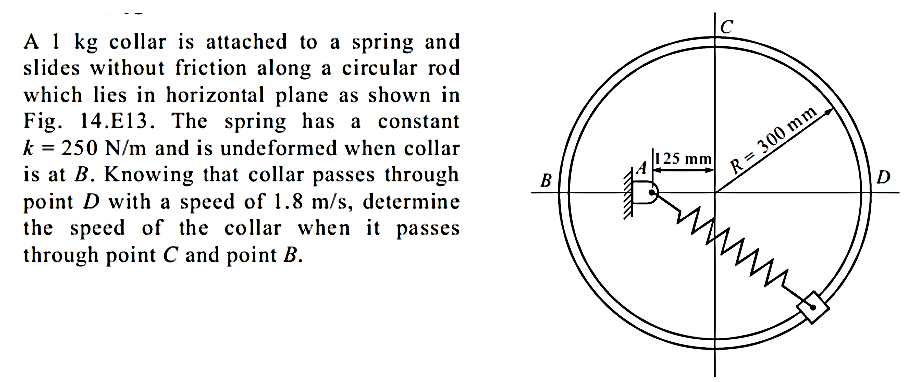 A 1 kg collar is attached to a spring and
slides without friction along a circular rod
which lies in horizontal plane as shown in
Fig. 14.E13. The spring has a constant
k = 250 N/m and is undeformed when collar
is at B. Knowing that collar passes through
point D with a speed of 1.8 m/s, determine
the speed of the collar when it passes
through point C and point B.
C
R = 300 mm
125 mm
A
B
D